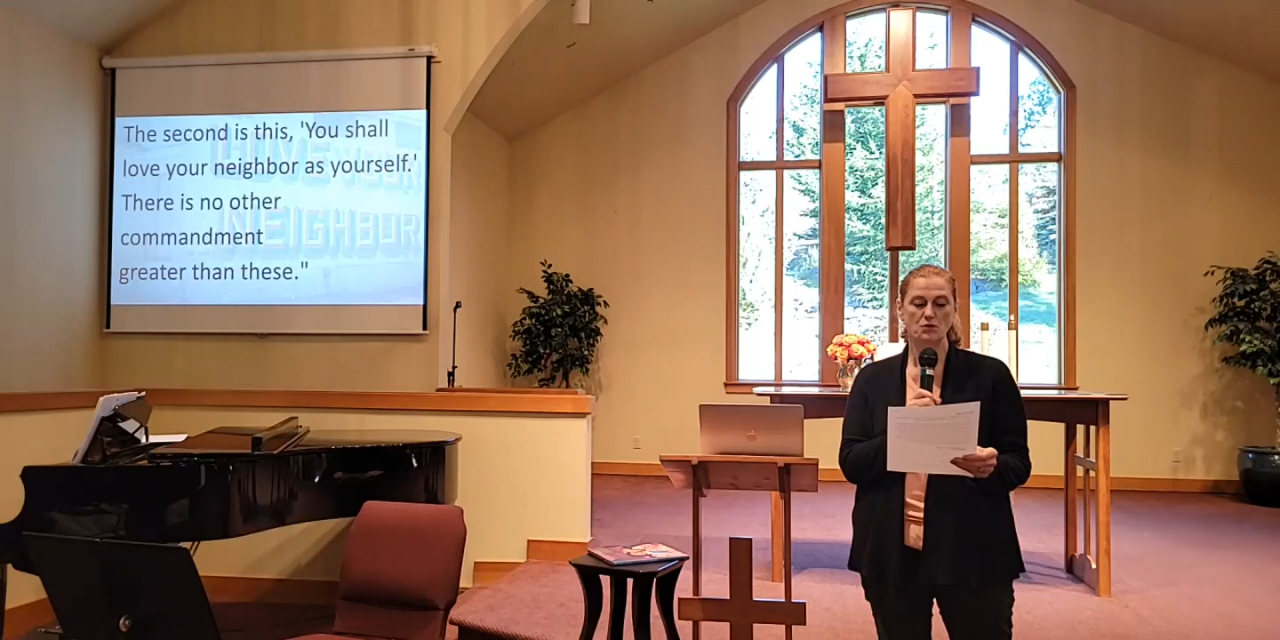 The second is this, 'You shall
love your neighbor as yourself.'
There is no other
commandment
greater than these."
NEIGHBOR